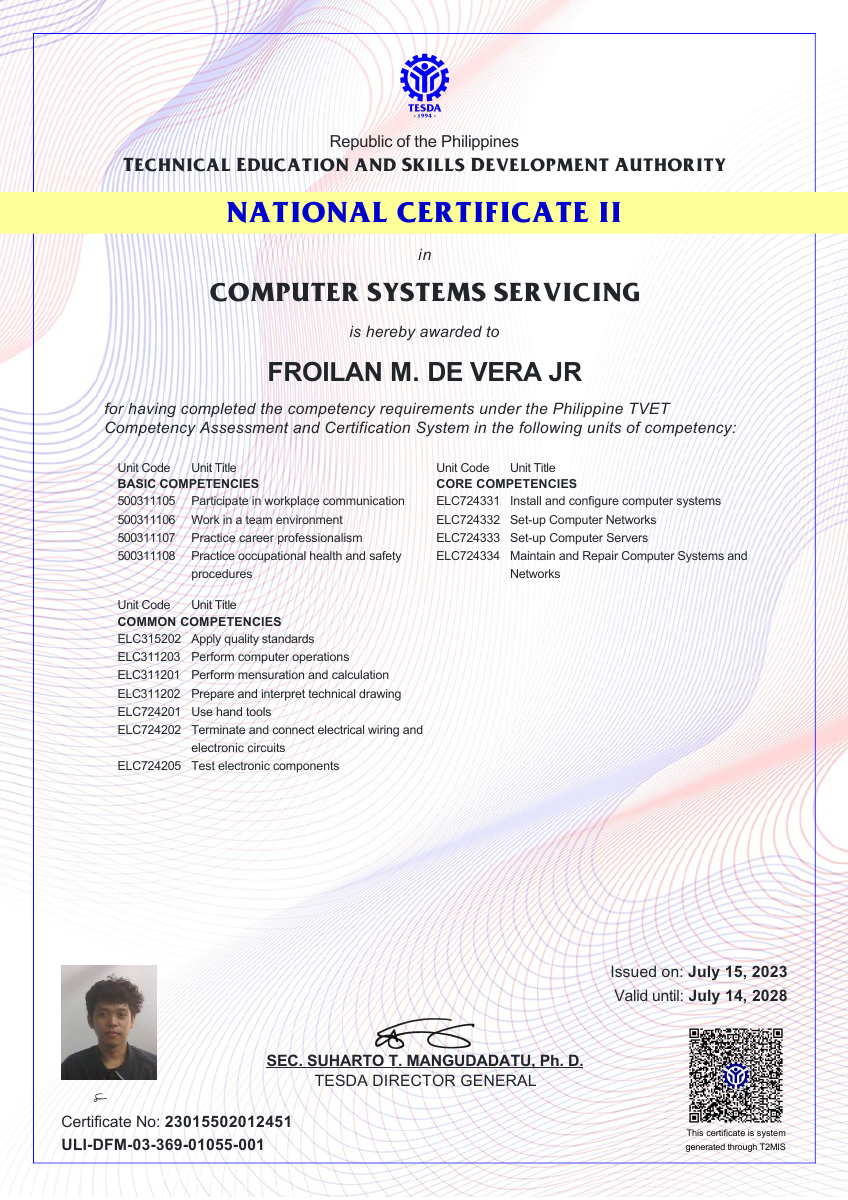 TESDA
- 1994 -
Republic of the Philippines
TECHNICAL EDUCATION AND SKILLS DEVELOPMENT AUTHORITY
NATIONAL CERTIFICATE II
in
COMPUTER SYSTEMS SERVICING
is hereby awarded to
FROILAN M. DE VERA JR
for having completed the competency requirements under the Philippine TVET
Competency Assessment and Certification System in the following units of competency:
Unit Code Unit Title
BASIC COMPETENCIES
500311105 Participate in workplace communication
500311106 Work in a team environment
500311107 Practice career professionalism
500311108 Practice occupational health and safety
procedures
Unit Code Unit Title
COMMON COMPETENCIES
ELC315202 Apply quality standards
ELC311203 Perform computer operations
ELC311201 Perform mensuration and calculation
ELC311202 Prepare and interpret technical drawing
ELC724201 Use hand tools
ELC724202 Terminate and connect electrical wiring and
electronic circuits
ELC724205 Test electronic components
Unit Code Unit Title
CORE COMPETENCIES
ELC724331 Install and configure computer systems
ELC724332 Set-up Computer Networks
ELC724333 Set-up Computer Servers
ELC724334 Maintain and Repair Computer Systems and
Networks
Issued on: July 15, 2023
Valid until: July 14, 2028
SEC. SUHARTO T. MANGUDADATU, Ph. D.
TESDA DIRECTOR GENERAL
Certificate No: 23015502012451
ULI-DFM-03-369-01055-001
This certificate is system
generated through T2MIS